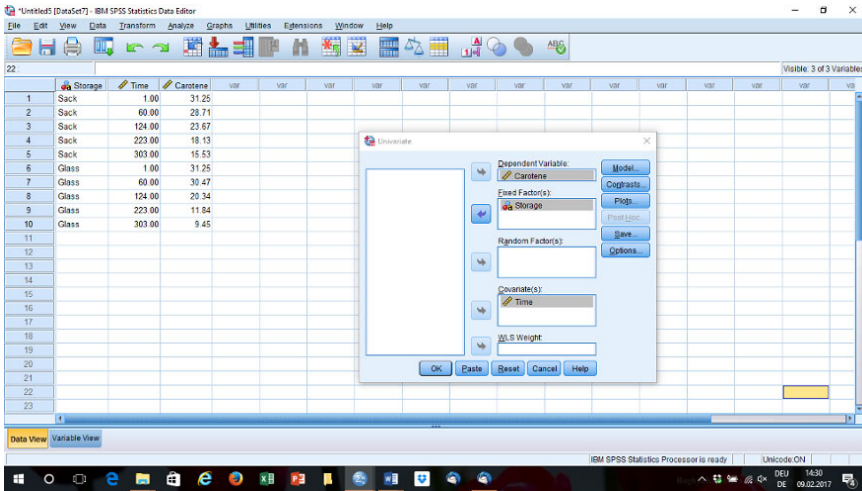 *Untitled5 [DataSet7] - IBM SPSS Statistics Data Editor
File Edit View Data Transform Analyze Graphs Utilities Extensions Window Help
22 :
Visible: 3 of 3 Variables
Storage Time Carotene var var var var var var var var var var var
1 Sack 1.00 31.25
2 Sack 60.00 28.71
3 Sack 124.00 23.67
4 Sack 223.00 18.13
5 Sack 303.00 15.53
6 Glass 1.00 31.25
7 Glass 60.00 30.47
8 Glass 124.00 20.34
9 Glass 223.00 11.84
10 Glass 303.00 9.45
11
12
13
14
15
16
17
18
19
20
21
22
23
Univariate
Dependent Variable:
Carotene
Fixed Factor(s):
Storage
Random Factor(s):
Covariate(s):
Time
WLS Weight:
Model...
Contrasts...
Plots...
Post Hoc...
Save...
Options...
OK Paste Reset Cancel Help
Data View Variable View
IBM SPSS Statistics Processor is ready Unicode:ON
DEU 14:30
DE 09.02.2017